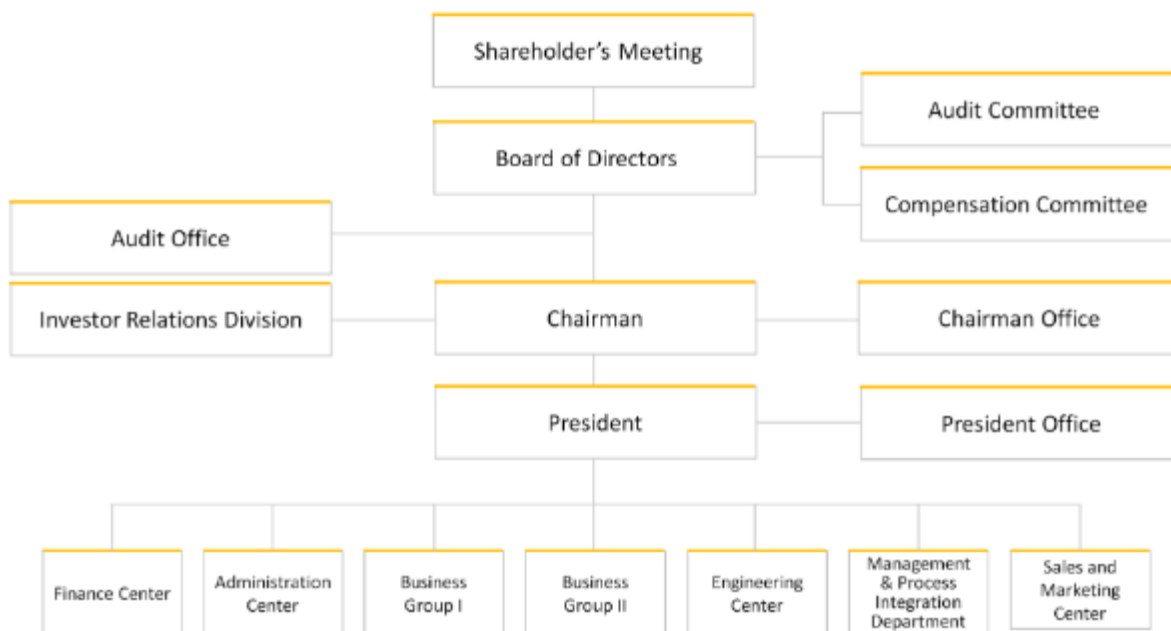 Shareholder's Meeting
Audit Committee
Board of Directors
Compensation Committee
Audit Office
Investor Relations Division
Chairman
Chairman Office
President
President Office
Finance Center
Administration
Center
Business
Group I
Business
Group II
Engineering
Center
Management
& Process
Integration
Department
Sales and
Marketing
Center